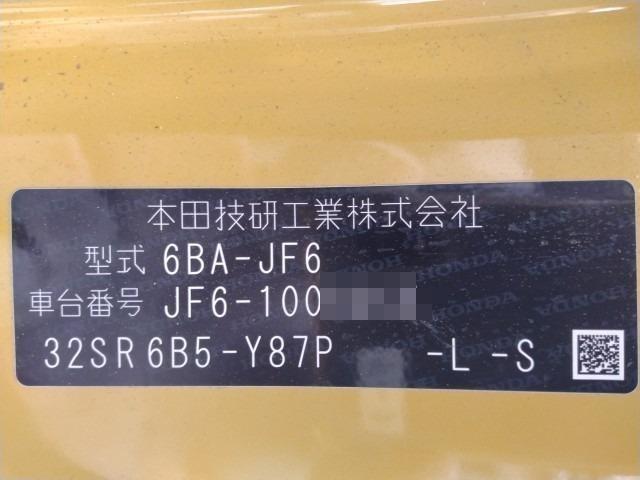 本田技研工業株式会社
型式 6BA-JF6
車台番号 JF6-100
32SR6B5-Y87P -L -S